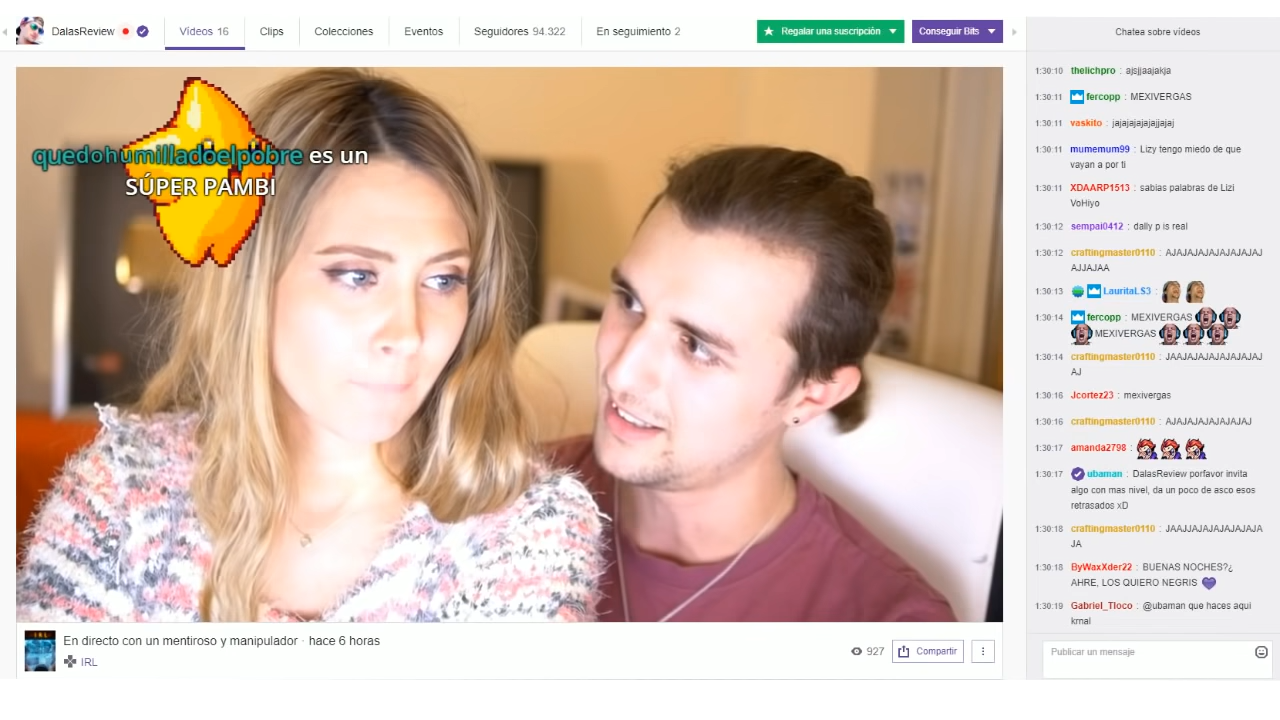 DalasReview
Vídeos 16
Clips
Colecciones
Eventos
Seguidores 94.322
En seguimiento 2
Regalar una suscripción
Conseguir Bits
Chatea sobre vídeos
quedohumilladoelpobre es un
SÚPER PAMBI
1:30:10 thelichpro : ajsjjaajakja
1:30:11 fercopp : MEXIVERGAS
1:30:11 vaskito : jajajajajajajjajaj
1:30:11 mumemum99 : Lizy tengo miedo de que
vayan a por ti
1:30:11 XDAARP1513 : sabias palabras de Lizi
VoHiyo
1:30:12 sempai0412 : dally p is real
1:30:12 craftingmaster0110 : AJAJAJAJAJAJAJAJAJ
AJJAJAA
1:30:13 LauritaLS3 :
1:30:14 fercopp : MEXIVERGAS
MEXIVERGAS
1:30:14 craftingmaster0110 : JAAJAJAJAJAJAJAJAJ
AJ
1:30:16 Jcortez23 : mexivergas
1:30:16 craftingmaster0110 : AJAJAJAJAJAJAJAJ
1:30:17 amanda2798 :
1:30:17 ubaman : DalasReview porfavor invita
algo con mas nivel, da un poco de asco esos
retrasados xD
1:30:18 craftingmaster0110 : JAAJJAJAJAJAJAJAJA
JA
1:30:18 ByWaxXder22 : BUENAS NOCHES?¿
AHRE, LOS QUIERO NEGRIS
1:30:19 Gabriel_Tloco : @ubaman que haces aqui
krnal
Publicar un mensaje
IRL
En directo con un mentiroso y manipulador · hace 6 horas
IRL
927
Compartir